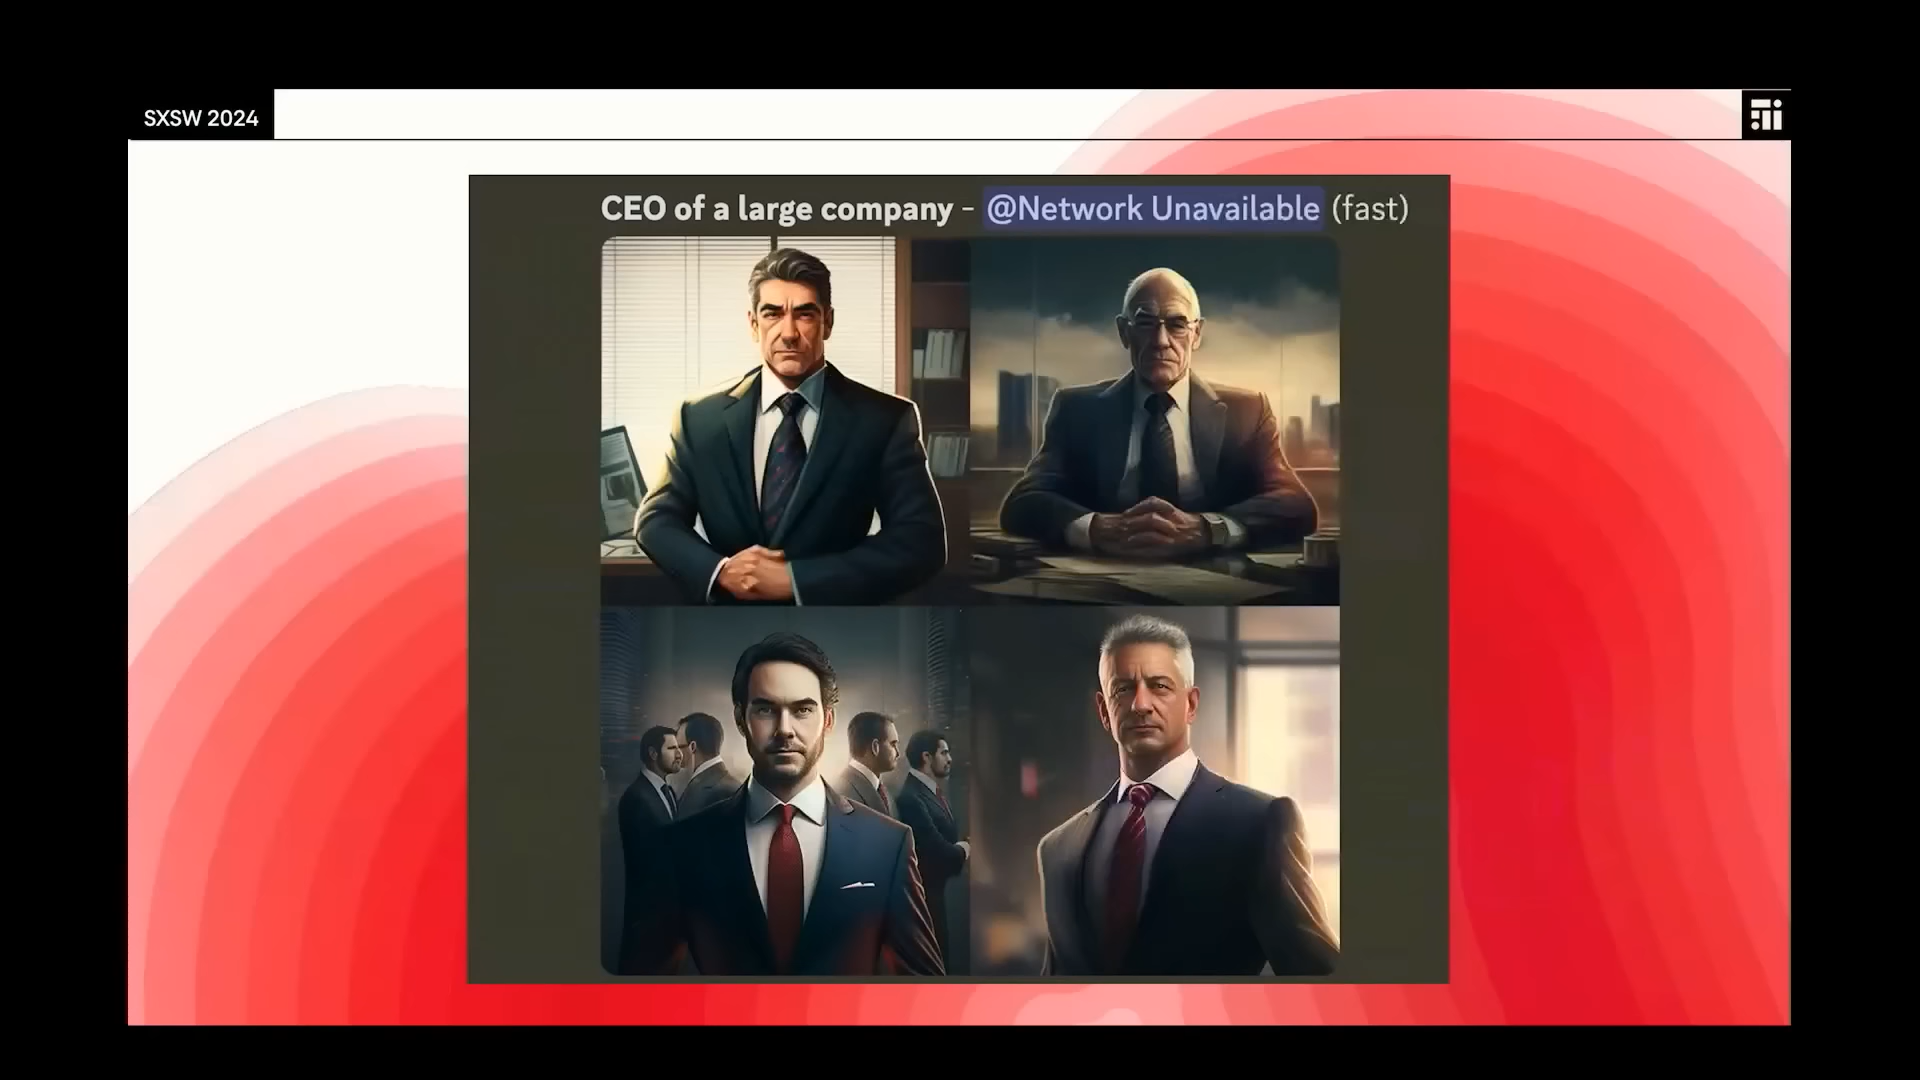 SXSW 2024
CEO of a large company - @Network Unavailable (fast)